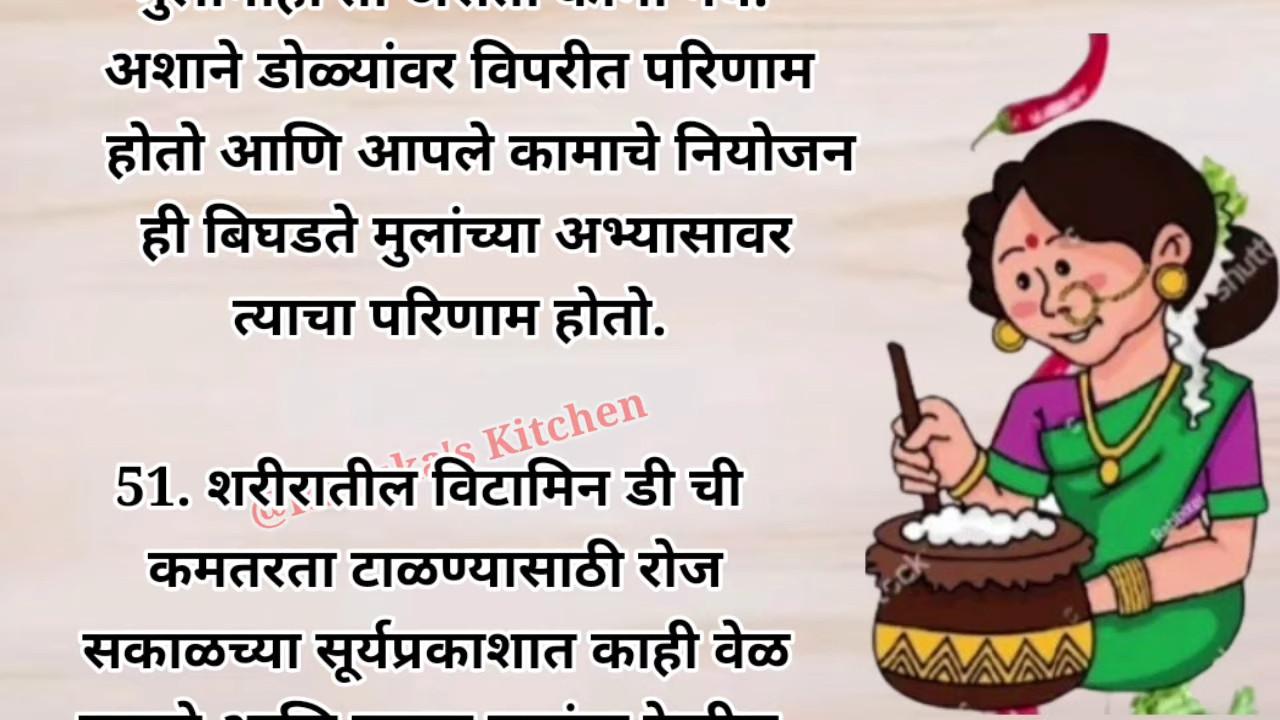 अशाने डोळ्यांवर विपरीत परिणाम
होतो आणि आपले कामाचे नियोजन
ही बिघडते मुलांच्या अभ्यासावर
त्याचा परिणाम होतो.
Kitchen
51. शरीरातील विटामिन डी ची
कमतरता टाळण्यासाठी रोज
सकाळच्या सूर्यप्रकाशात काही वेळ